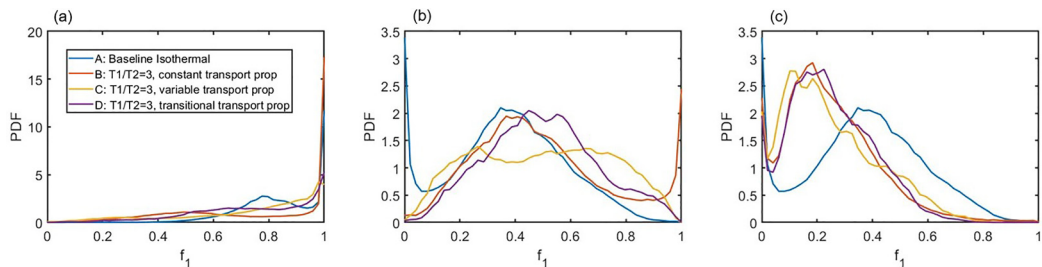 (a)
20
15
10
5
0
PDF
A: Baseline Isothermal
B: T1/T2=3, constant transport prop
C: T1/T2=3, variable transport prop
D: T1/T2=3, transitional transport prop
0 0.2 0.4 0.6 0.8 1
f1
(b)
3.5
3
2.5
2
1.5
1
0.5
0
PDF
0 0.2 0.4 0.6 0.8 1
f1
(c)
3.5
3
2.5
2
1.5
1
0.5
0
PDF
0 0.2 0.4 0.6 0.8 1
f1